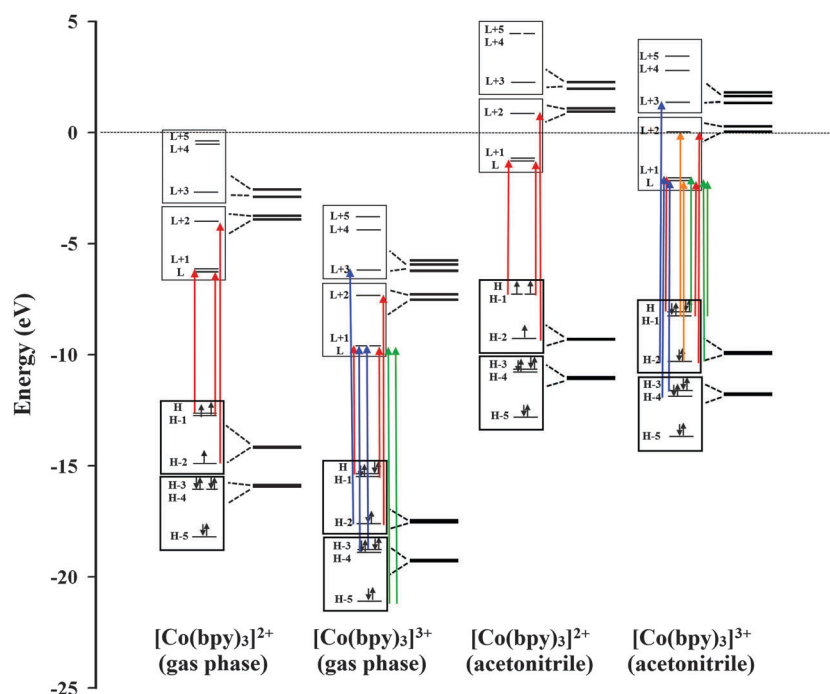 5
0
-5
-10
-15
-20
-25
Energy (eV)
L+5
L+4
L+3
L+2
L+1
L
H
H-1
H-2
H-3
H-4
H-5
[Co(bpy)₃]²⁺
(gas phase)
L+5
L+4
L+3
L+2
L+1
L
H
H-1
H-2
H-3
H-4
H-5
[Co(bpy)₃]³⁺
(gas phase)
L+5
L+4
L+3
L+2
L+1
L
H
H-1
H-2
H-3
H-4
H-5
[Co(bpy)₃]²⁺
(acetonitrile)
L+5
L+4
L+3
L+2
L+1
L
H
H-1
H-2
H-3
H-4
H-5
[Co(bpy)₃]³⁺
(acetonitrile)